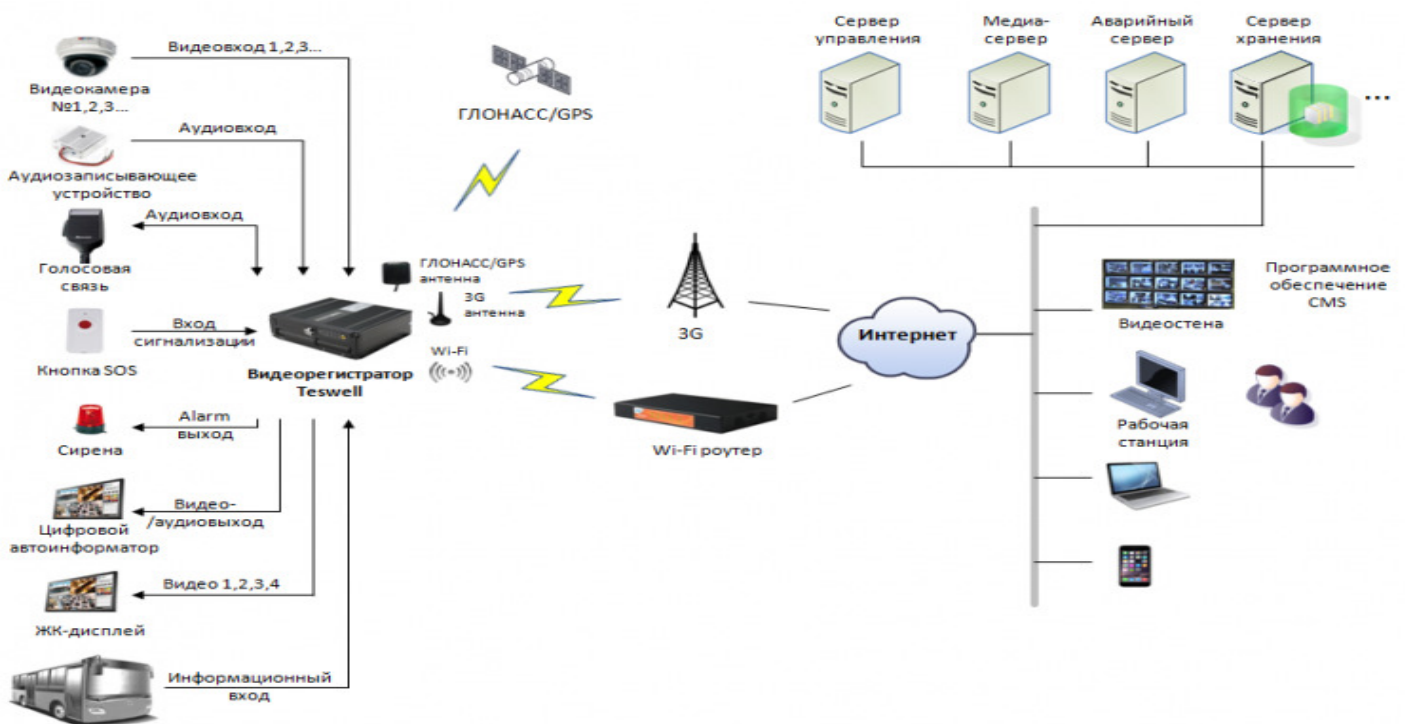 Видеовход 1,2,3...
Видеокамера
№1,2,3...
Аудиовход
Аудиозаписывающее
устройство
Аудиовход
Голосовая
связь
Вход
сигнализации
Кнопка SOS
Alarm
выход
Сирена
Видео-
/аудиовыход
Цифровой
автоинформатор
Видео 1,2,3,4
ЖК-дисплей
Информационный
вход
ГЛОНАСС/GPS
ГЛОНАСС/GPS
антенна
3G
антенна
Wi-Fi
Видеорегистратор
Teswell
3G
Wi-Fi роутер
Интернет
Сервер
управления
Медиа-
сервер
Аварийный
сервер
Сервер
хранения
...
Видеостена
Программное
обеспечение
CMS
Рабочая
станция